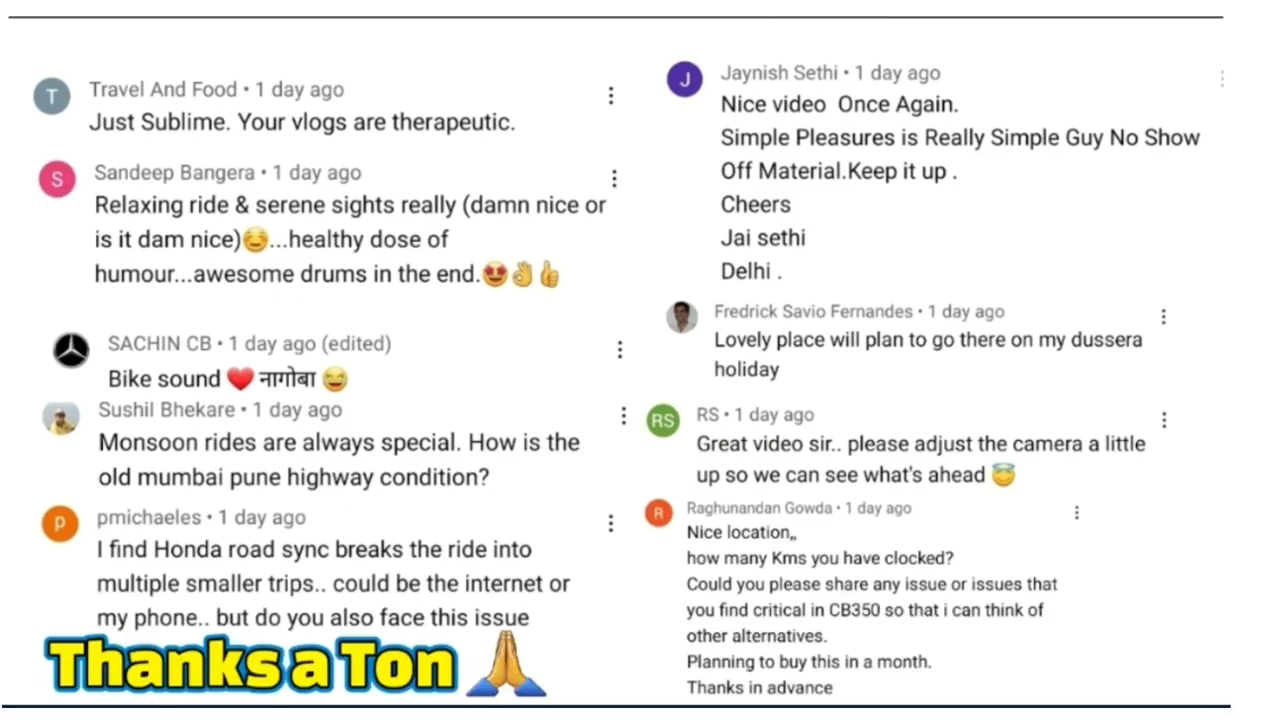 T
Travel And Food • 1 day ago
Just Sublime. Your vlogs are therapeutic.
S
Sandeep Bangera • 1 day ago
Relaxing ride & serene sights really (damn nice or
is it dam nice)☺️...healthy dose of
humour...awesome drums in the end.😍👌👍
SACHIN CB • 1 day ago (edited)
Bike sound ❤️ नागोबा 😄
Sushil Bhekare • 1 day ago
Monsoon rides are always special. How is the
old mumbai pune highway condition?
p
pmichaeles • 1 day ago
I find Honda road sync breaks the ride into
multiple smaller trips.. could be the internet or
my phone.. but do you also face this issue
Thanks a Ton 🙏
J
Jaynish Sethi • 1 day ago
Nice video  Once Again.
Simple Pleasures is Really Simple Guy No Show
Off Material.Keep it up .
Cheers
Jai sethi
Delhi .
Fredrick Savio Fernandes • 1 day ago
Lovely place will plan to go there on my dussera
holiday
RS
RS • 1 day ago
Great video sir.. please adjust the camera a little
up so we can see what's ahead 😇
R
Raghunandan Gowda • 1 day ago
Nice location,,
how many Kms you have clocked?
Could you please share any issue or issues that
you find critical in CB350 so that i can think of
other alternatives.
Planning to buy this in a month.
Thanks in advance